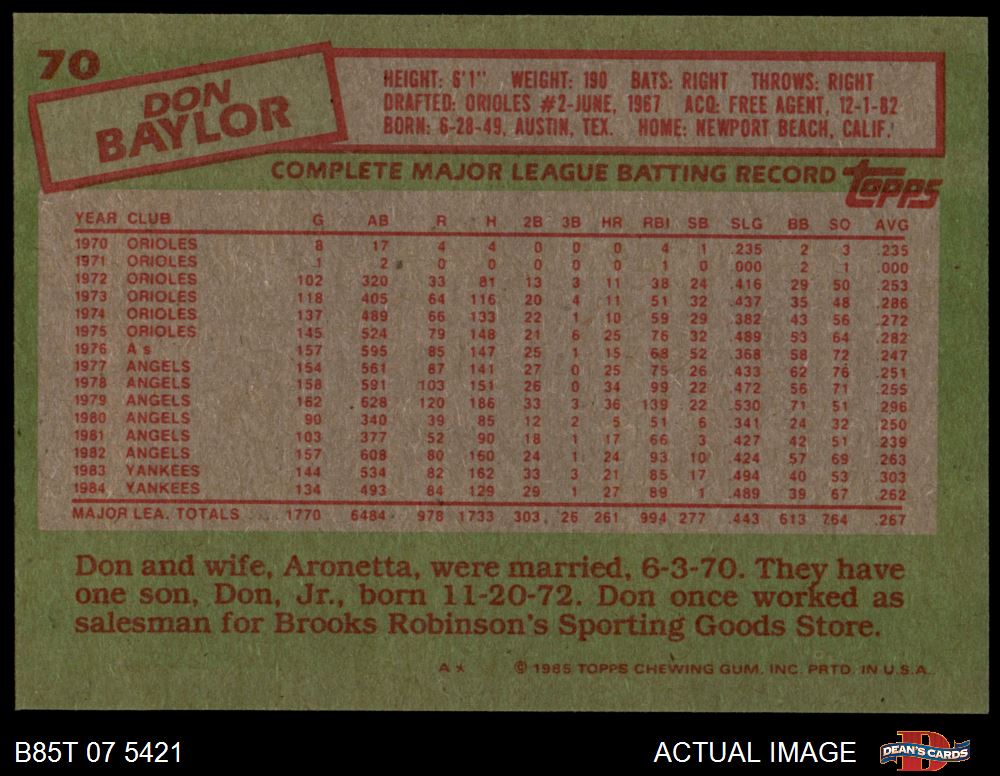 70
DON
BAYLOR
HEIGHT: 6'1" WEIGHT: 190 BATS: RIGHT THROWS: RIGHT
DRAFTED: ORIOLES #2-JUNE, 1967 ACQ: FREE AGENT, 12-1-82
BORN: 6-28-49, AUSTIN, TEX. HOME: NEWPORT BEACH, CALIF.
COMPLETE MAJOR LEAGUE BATTING RECORD topps
YEAR CLUB G AB R H 2B 3B HR RBI SB SLG BB SO AVG
1970 ORIOLES 8 17 4 4 0 0 0 4 1 .235 2 3 .235
1971 ORIOLES 1 2 0 0 0 0 0 1 0 .000 2 1 .000
1972 ORIOLES 102 320 33 81 13 3 11 38 24 .416 29 50 .253
1973 ORIOLES 118 405 64 116 20 4 11 51 32 .437 35 48 .286
1974 ORIOLES 137 489 66 133 22 1 10 59 29 .382 43 56 .272
1975 ORIOLES 145 524 79 148 21 6 25 76 32 .489 53 64 .282
1976 A's 157 595 85 147 25 1 15 68 52 .368 58 72 .247
1977 ANGELS 154 561 87 141 27 0 25 75 26 .433 62 76 .251
1978 ANGELS 158 591 103 151 26 0 34 99 22 .472 56 71 .255
1979 ANGELS 162 628 120 186 33 3 36 139 22 .530 71 51 .296
1980 ANGELS 90 340 39 85 12 2 5 51 6 .341 24 32 .250
1981 ANGELS 103 377 52 90 18 1 17 66 3 .427 42 51 .239
1982 ANGELS 157 608 80 160 24 1 24 93 10 .424 57 69 .263
1983 YANKEES 144 534 82 162 33 3 21 85 17 .494 40 53 .303
1984 YANKEES 134 493 84 129 29 1 27 89 1 .489 39 67 .262
MAJOR LEA. TOTALS 1770 6484 978 1733 303 26 261 994 277 .443 613 764 .267
Don and wife, Aronetta, were married, 6-3-70. They have
one son, Don, Jr., born 11-20-72. Don once worked as
salesman for Brooks Robinson's Sporting Goods Store.
A* © 1985 TOPPS CHEWING GUM, INC. PRTD. IN U.S.A.
B85T 07 5421 ACTUAL IMAGE DEAN'S CARDS